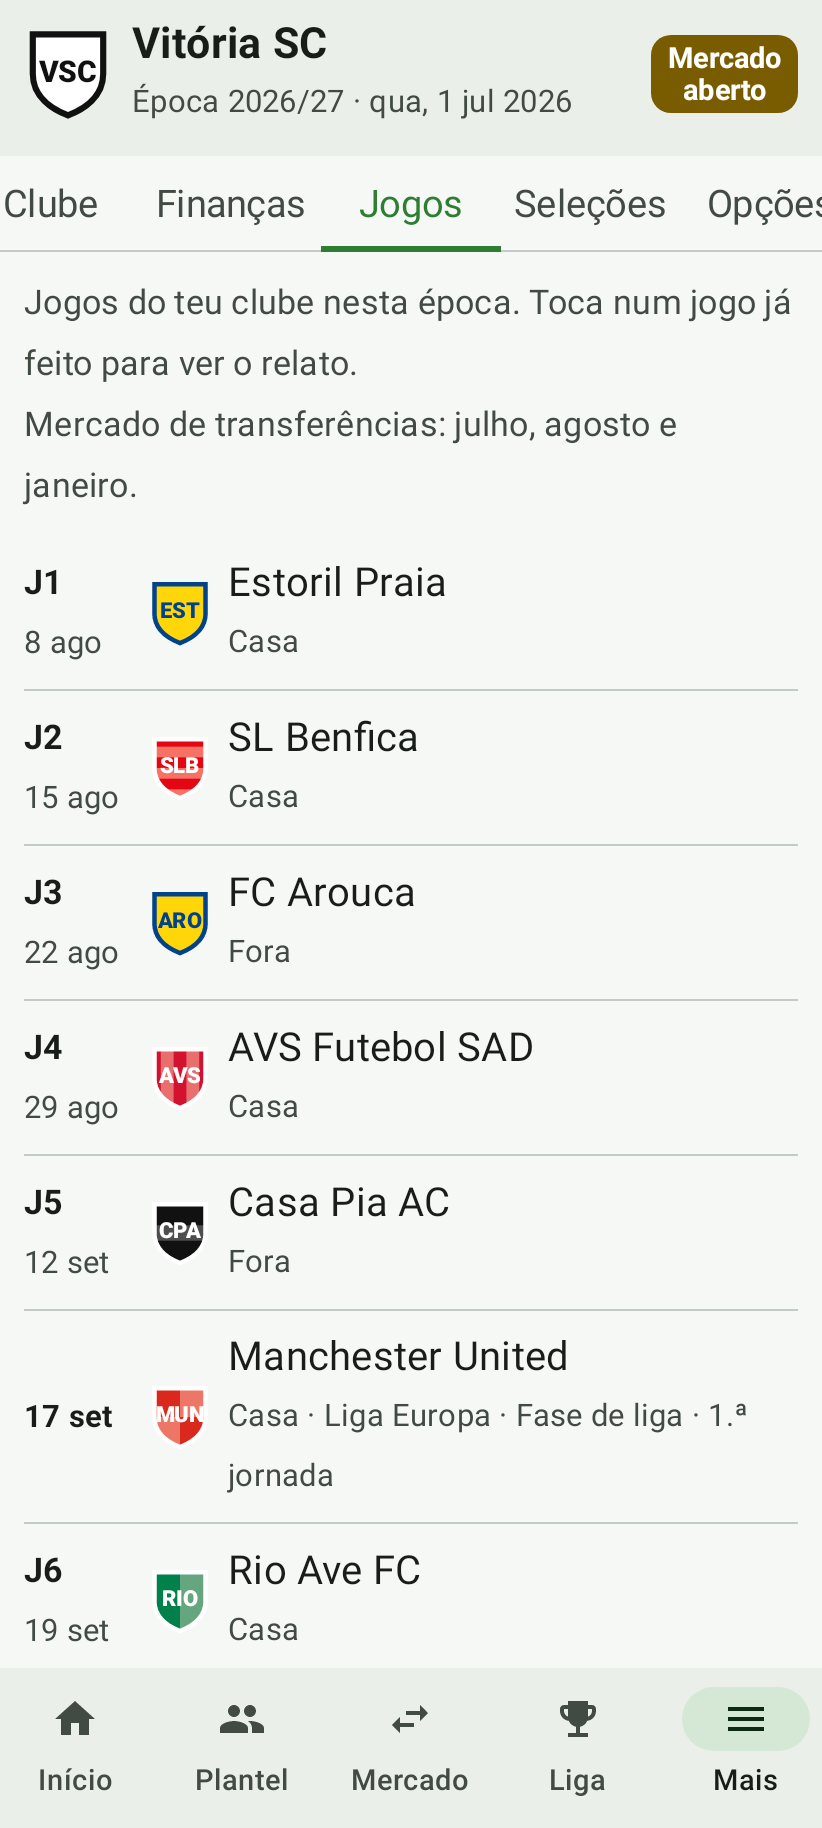 VSC
Vitória SC
Época 2026/27 · qua, 1 jul 2026
Mercado
aberto
Clube Finanças Jogos Seleções Opções
Jogos do teu clube nesta época. Toca num jogo já
feito para ver o relato.
Mercado de transferências: julho, agosto e
janeiro.
J1
8 ago
EST
Estoril Praia
Casa
J2
15 ago
SLB
SL Benfica
Casa
J3
22 ago
ARO
FC Arouca
Fora
J4
29 ago
AVS
AVS Futebol SAD
Casa
J5
12 set
CPA
Casa Pia AC
Fora
17 set
MUN
Manchester United
Casa · Liga Europa · Fase de liga · 1.ª
jornada
J6
19 set
RIO
Rio Ave FC
Casa
Início Plantel Mercado Liga Mais